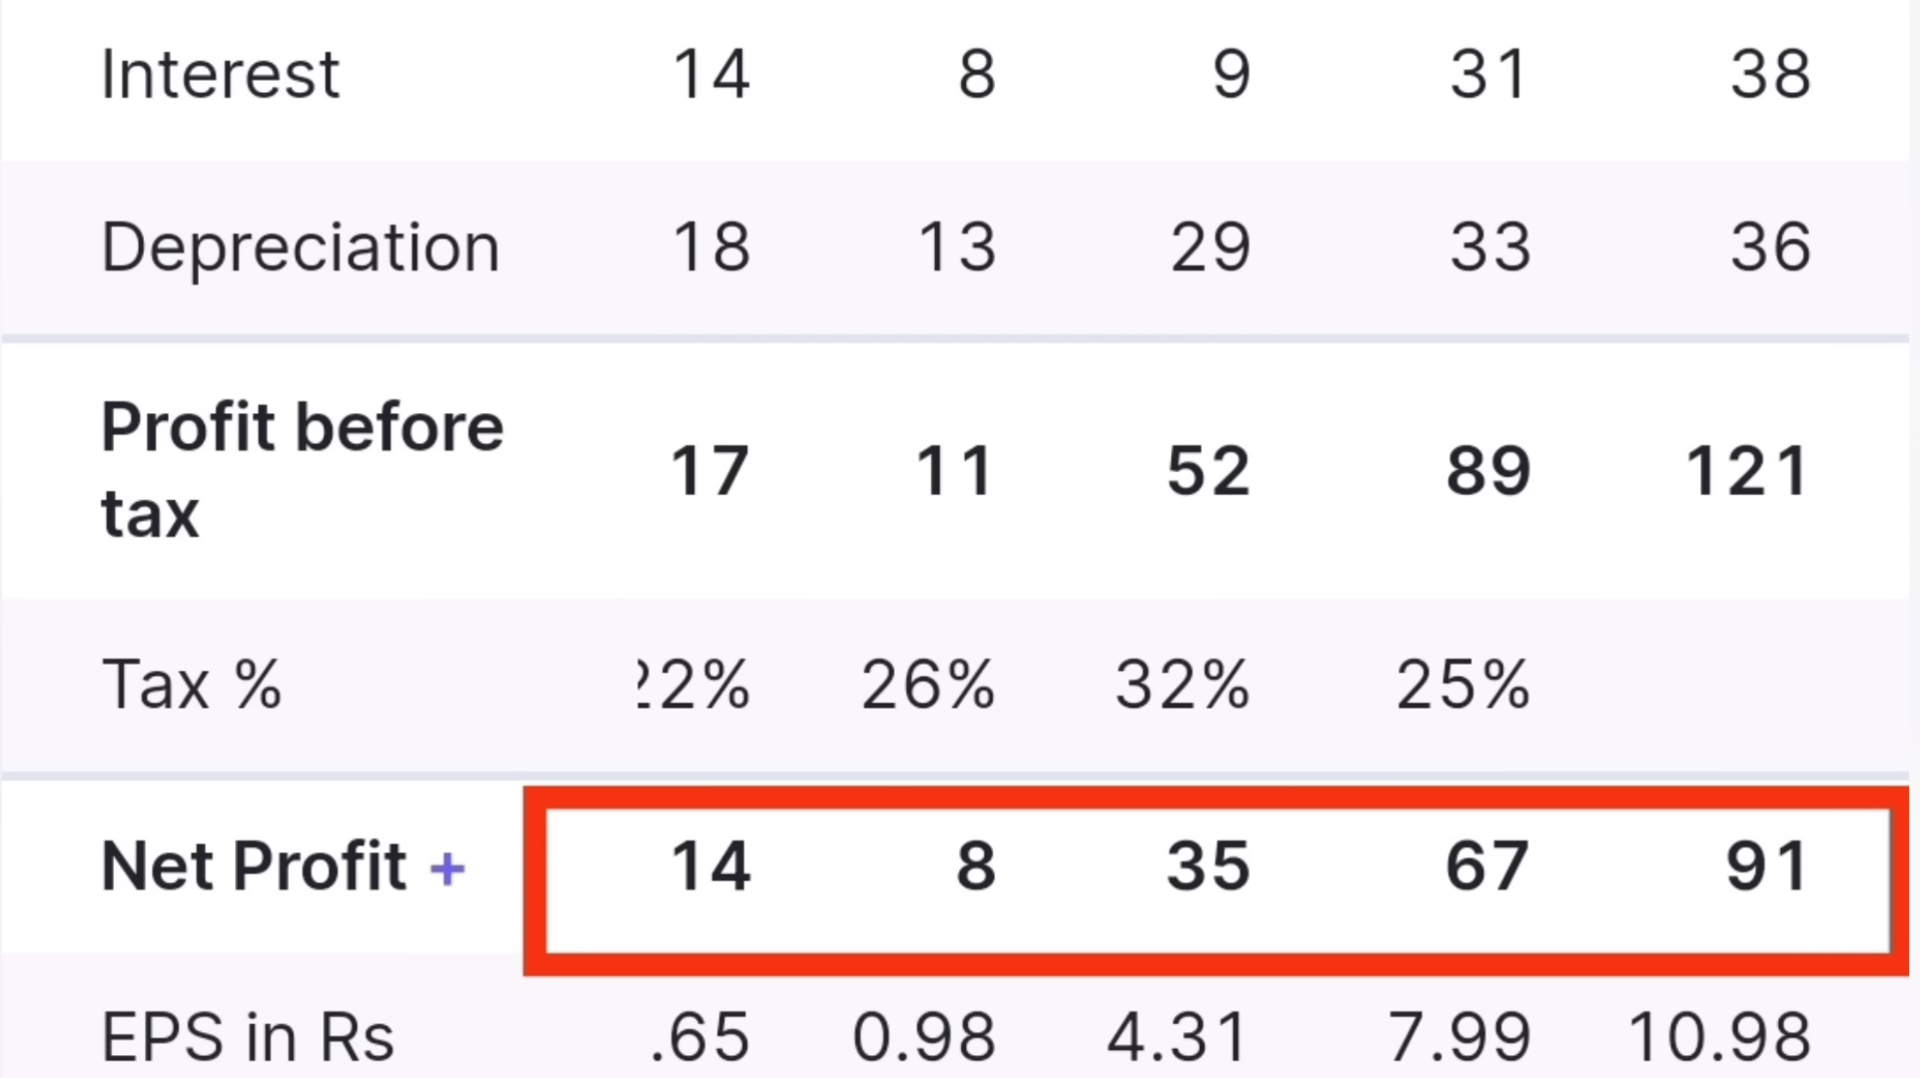 Interest 14 8 9 31 38
Depreciation 18 13 29 33 36
Profit before
tax 17 11 52 89 121
Tax % 22% 26% 32% 25%
Net Profit + 14 8 35 67 91
EPS in Rs .65 0.98 4.31 7.99 10.98